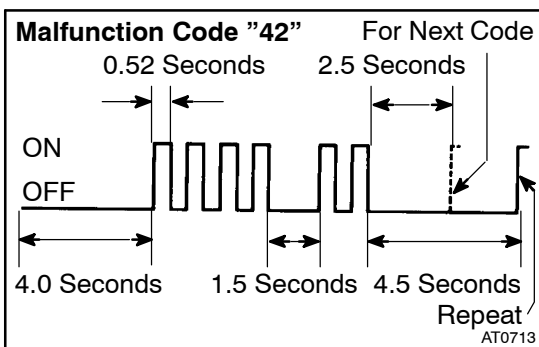 Malfunction Code ”42”
For Next Code
0.52 Seconds
2.5 Seconds
ON
OFF
4.0 Seconds
1.5 Seconds
4.5 Seconds
Repeat
AT0713